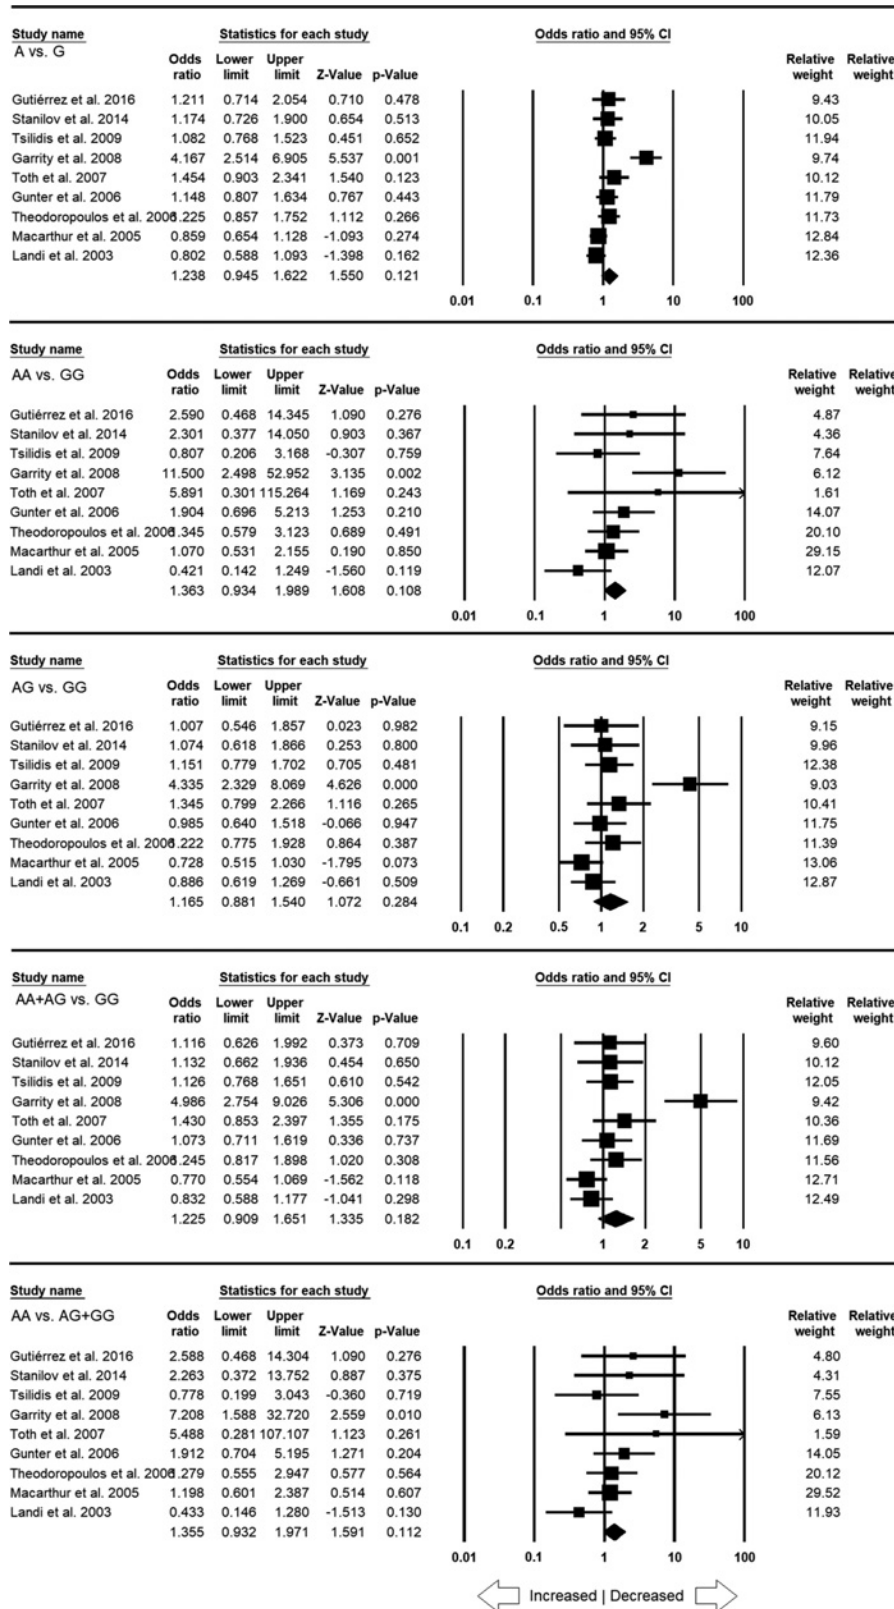 Study name Statistics for each study Odds ratio and 95% CI
A vs. G
Odds ratio Lower limit Upper limit Z-Value p-Value Relative weight Relative weight
Gutiérrez et al. 2016 1.211 0.714 2.054 0.710 0.478 9.43
Stanilov et al. 2014 1.174 0.726 1.900 0.654 0.513 10.05
Tsilidis et al. 2009 1.082 0.768 1.523 0.451 0.652 11.94
Garrity et al. 2008 4.167 2.514 6.905 5.537 0.001 9.74
Toth et al. 2007 1.454 0.903 2.341 1.540 0.123 10.12
Gunter et al. 2006 1.148 0.807 1.634 0.767 0.443 11.79
Theodoropoulos et al. 2006 1.225 0.857 1.752 1.112 0.266 11.73
Macarthur et al. 2005 0.859 0.654 1.128 -1.093 0.274 12.84
Landi et al. 2003 0.802 0.588 1.093 -1.398 0.162 12.36
1.238 0.945 1.622 1.550 0.121
0.01 0.1 1 10 100
Study name Statistics for each study Odds ratio and 95% CI
AA vs. GG
Odds ratio Lower limit Upper limit Z-Value p-Value Relative weight Relative weight
Gutiérrez et al. 2016 2.590 0.468 14.345 1.090 0.276 4.87
Stanilov et al. 2014 2.301 0.377 14.050 0.903 0.367 4.36
Tsilidis et al. 2009 0.807 0.206 3.168 -0.307 0.759 7.64
Garrity et al. 2008 11.500 2.498 52.952 3.135 0.002 6.12
Toth et al. 2007 5.891 0.301 115.264 1.169 0.243 1.61
Gunter et al. 2006 1.904 0.696 5.213 1.253 0.210 14.07
Theodoropoulos et al. 2006 1.345 0.579 3.123 0.689 0.491 20.10
Macarthur et al. 2005 1.070 0.531 2.155 0.190 0.850 29.15
Landi et al. 2003 0.421 0.142 1.249 -1.560 0.119 12.07
1.363 0.934 1.989 1.608 0.108
0.01 0.1 1 10 100
Study name Statistics for each study Odds ratio and 95% CI
AG vs. GG
Odds ratio Lower limit Upper limit Z-Value p-Value Relative weight Relative weight
Gutiérrez et al. 2016 1.007 0.546 1.857 0.023 0.982 9.15
Stanilov et al. 2014 1.074 0.618 1.866 0.253 0.800 9.96
Tsilidis et al. 2009 1.151 0.779 1.702 0.705 0.481 12.38
Garrity et al. 2008 4.335 2.329 8.069 4.626 0.000 9.03
Toth et al. 2007 1.345 0.799 2.266 1.116 0.265 10.41
Gunter et al. 2006 0.985 0.640 1.518 -0.066 0.947 11.75
Theodoropoulos et al. 2006 1.222 0.775 1.928 0.864 0.387 11.39
Macarthur et al. 2005 0.728 0.515 1.030 -1.795 0.073 13.06
Landi et al. 2003 0.886 0.619 1.269 -0.661 0.509 12.87
1.165 0.881 1.540 1.072 0.284
0.1 0.2 0.5 1 2 5 10
Study name Statistics for each study Odds ratio and 95% CI
AA+AG vs. GG
Odds ratio Lower limit Upper limit Z-Value p-Value Relative weight Relative weight
Gutiérrez et al. 2016 1.116 0.626 1.992 0.373 0.709 9.60
Stanilov et al. 2014 1.132 0.662 1.936 0.454 0.650 10.12
Tsilidis et al. 2009 1.126 0.768 1.651 0.610 0.542 12.05
Garrity et al. 2008 4.986 2.754 9.026 5.306 0.000 9.42
Toth et al. 2007 1.430 0.853 2.397 1.355 0.175 10.36
Gunter et al. 2006 1.073 0.711 1.619 0.336 0.737 11.69
Theodoropoulos et al. 2006 1.245 0.817 1.898 1.020 0.308 11.56
Macarthur et al. 2005 0.770 0.554 1.069 -1.562 0.118 12.71
Landi et al. 2003 0.832 0.588 1.177 -1.041 0.298 12.49
1.225 0.909 1.651 1.335 0.182
0.1 0.2 1 2 5 10
Study name Statistics for each study Odds ratio and 95% CI
AA vs. AG+GG
Odds ratio Lower limit Upper limit Z-Value p-Value Relative weight Relative weight
Gutiérrez et al. 2016 2.588 0.468 14.304 1.090 0.276 4.80
Stanilov et al. 2014 2.263 0.372 13.752 0.887 0.375 4.31
Tsilidis et al. 2009 0.778 0.199 3.043 -0.360 0.719 7.55
Garrity et al. 2008 7.208 1.588 32.720 2.559 0.010 6.13
Toth et al. 2007 5.488 0.281 107.107 1.123 0.261 1.59
Gunter et al. 2006 1.912 0.704 5.195 1.271 0.204 14.05
Theodoropoulos et al. 2006 1.279 0.555 2.947 0.577 0.564 20.12
Macarthur et al. 2005 1.198 0.601 2.387 0.514 0.607 29.52
Landi et al. 2003 0.433 0.146 1.280 -1.513 0.130 11.93
1.355 0.932 1.971 1.591 0.112
0.01 0.1 1 10 100
Increased | Decreased